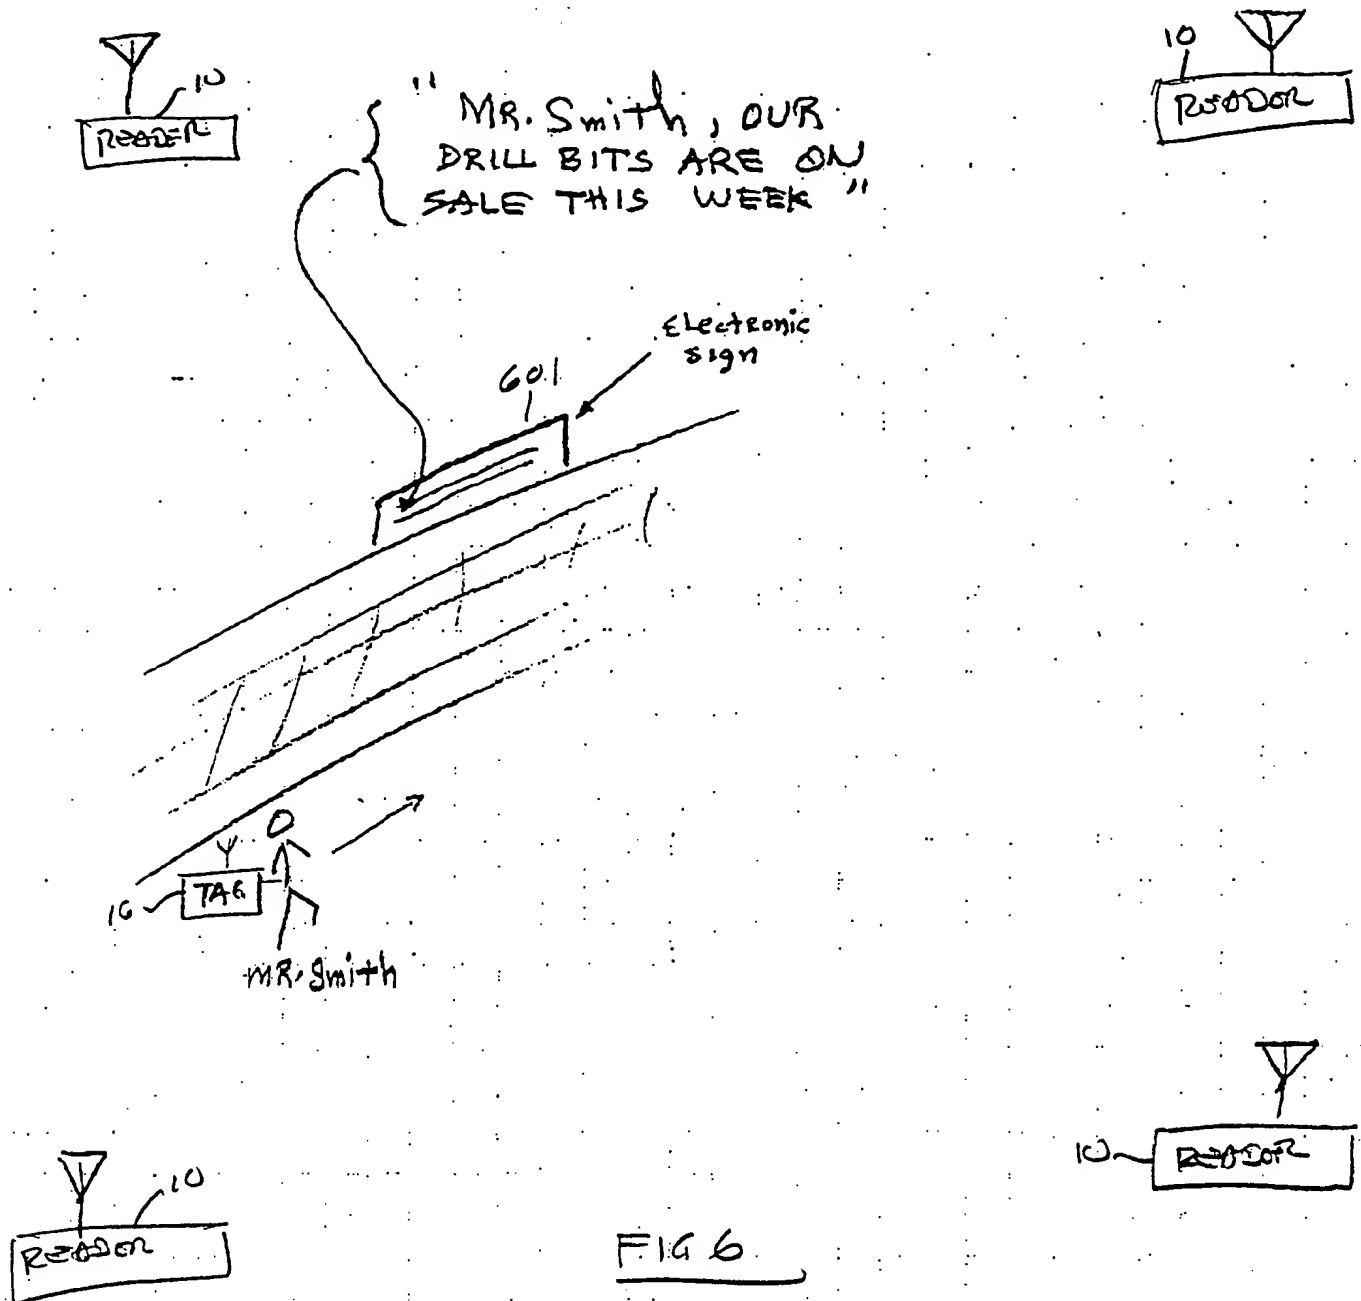 10
READER
10
READER
" MR. Smith, OUR
DRILL BITS ARE ON
SALE THIS WEEK "
Electronic
sign
601
16
TAG
MR. Smith
10
READER
10
READER
FIG 6